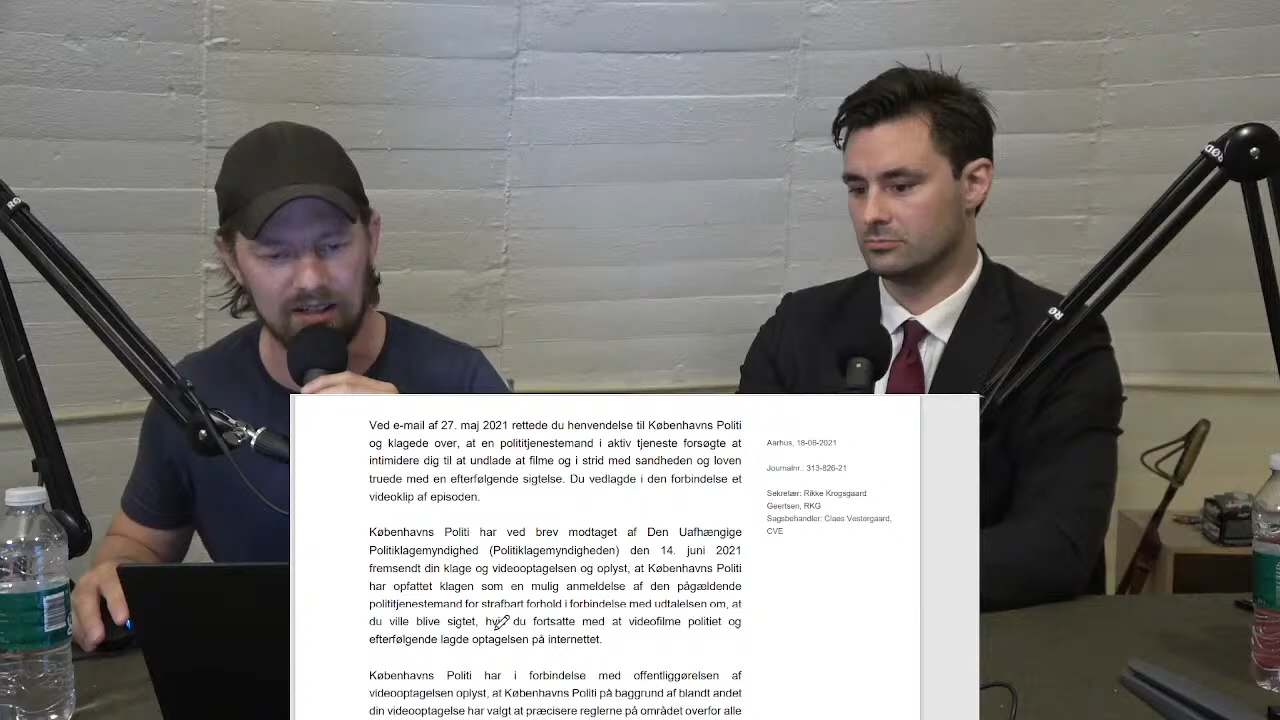 RØDE
RØ
RØ
Ved e-mail af 27. maj 2021 rettede du henvendelse til Københavns Politi
og klagede over, at en polititjenestemand i aktiv tjeneste forsøgte at
intimidere dig til at undlade at filme og i strid med sandheden og loven
truede med en efterfølgende sigtelse. Du vedlagde i den forbindelse et
videoklip af episoden.
Københavns Politi har ved brev modtaget af Den Uafhængige
Politiklagemyndighed (Politiklagemyndigheden) den 14. juni 2021
fremsendt din klage og videooptagelsen og oplyst, at Københavns Politi
har opfattet klagen som en mulig anmeldelse af den pågældende
polititjenestemand for strafbart forhold i forbindelse med udtalelsen om, at
du ville blive sigtet, du fortsatte med at videofilme politiet og
efterfølgende lagde optagelsen på internettet.
Københavns Politi har i forbindelse med offentliggørelsen af
videooptagelsen oplyst, at Københavns Politi på baggrund af blandt andet
din videooptagelse har valgt at præcisere reglerne på området overfor alle
Aarhus, 18-06-2021
Journalnr.: 313-826-21
Sekretær: Rikke Krogsgaard
Geertsen, RKG
Sagsbehandler: Claes Vestergaard,
CVE